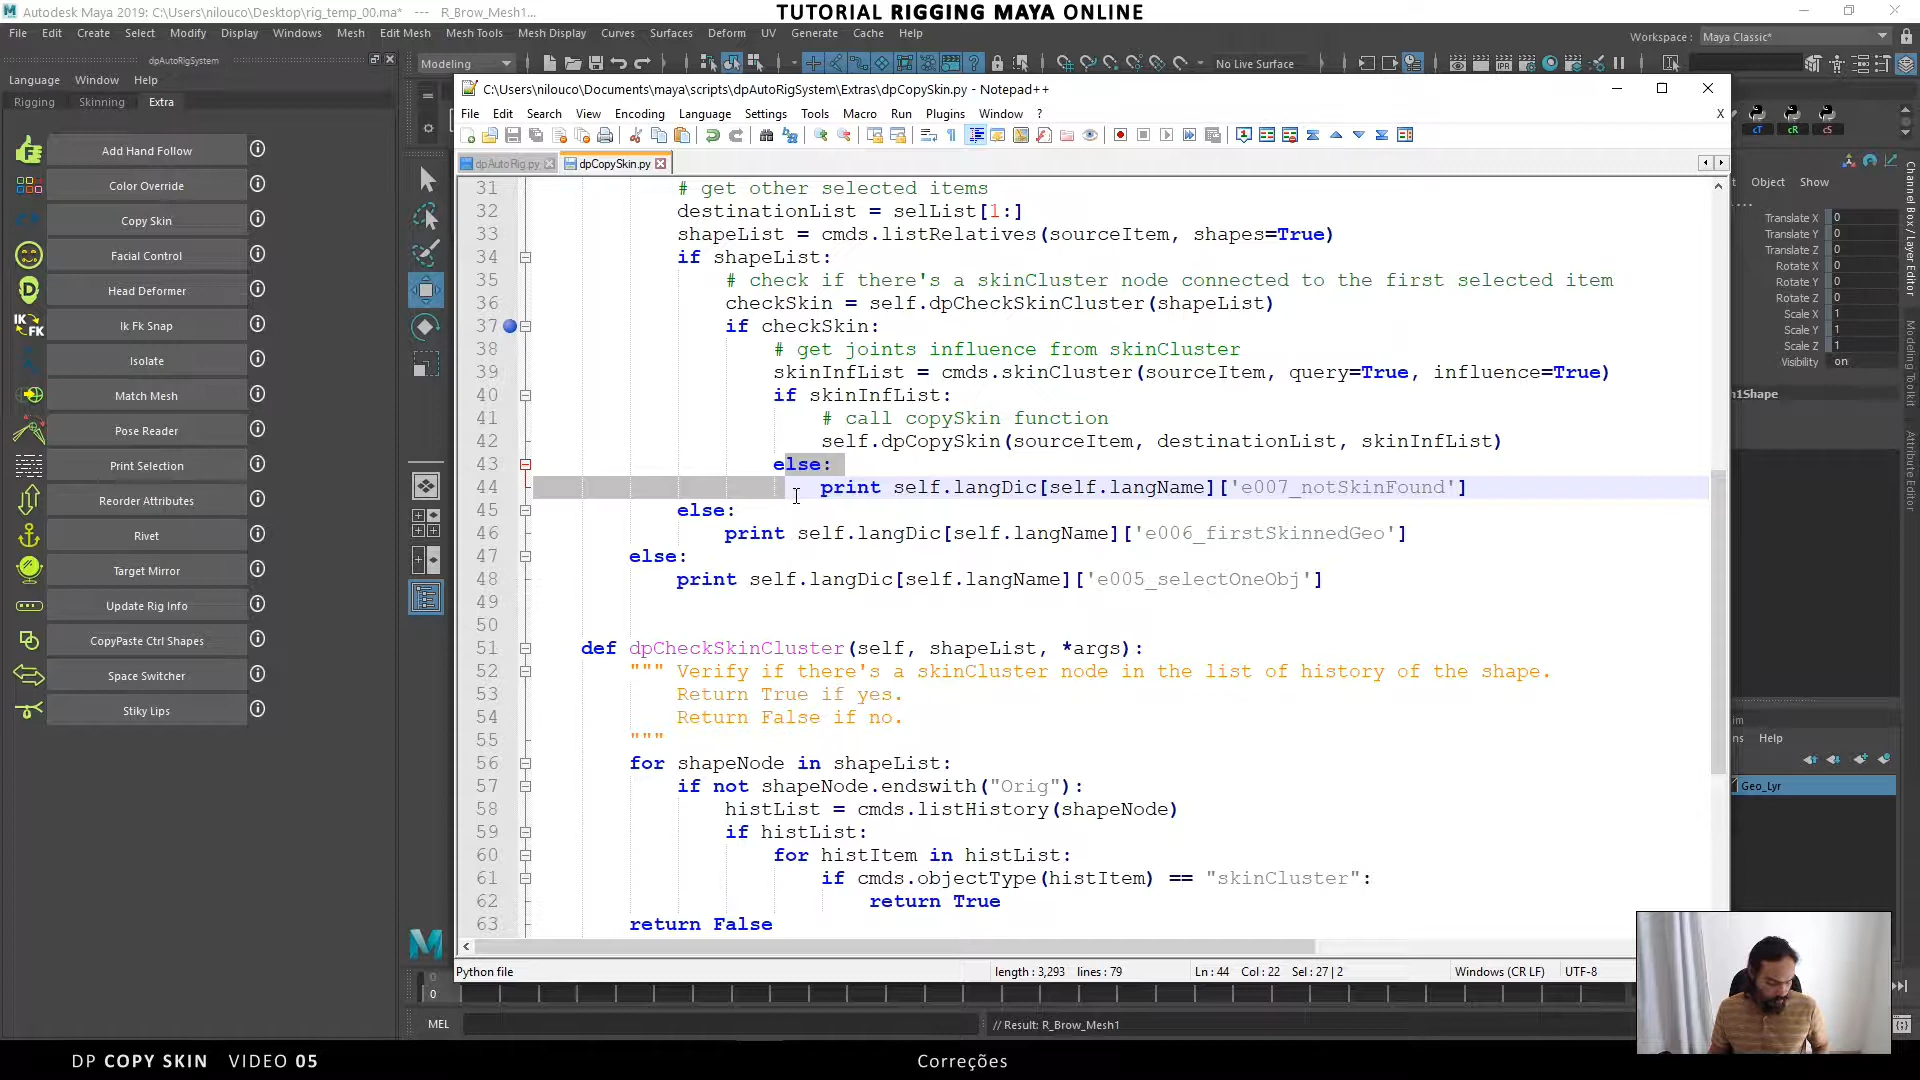 Autodesk Maya 2019: C:\Users\nilouco\Desktop\rig_temp_00.ma* --- R_Brow_Mesh1...
TUTORIAL RIGGING MAYA ONLINE
File Edit Create Select Modify Display Windows Mesh Edit Mesh Mesh Tools Mesh Display Curves Surfaces Deform UV Generate Cache Help
Workspace : Maya Classic*
dpAutoRigSystem
Modeling
No Live Surface
Language Window Help
Rigging Skinning Extra
Add Hand Follow
Color Override
Copy Skin
Facial Control
Head Deformer
IK FK
Ik Fk Snap
Isolate
Match Mesh
Pose Reader
Print Selection
Reorder Attributes
Rivet
Target Mirror
Update Rig Info
CopyPaste Ctrl Shapes
Space Switcher
Stiky Lips
C:\Users\nilouco\Documents\maya\scripts\dpAutoRigSystem\Extras\dpCopySkin.py - Notepad++
File Edit Search View Encoding Language Settings Tools Macro Run Plugins Window ? X
dpAutoRig.py dpCopySkin.py
31 # get other selected items
32 destinationList = selList[1:]
33 shapeList = cmds.listRelatives(sourceItem, shapes=True)
34 if shapeList:
35 # check if there's a skinCluster node connected to the first selected item
36 checkSkin = self.dpCheckSkinCluster(shapeList)
37 if checkSkin:
38 # get joints influence from skinCluster
39 skinInfList = cmds.skinCluster(sourceItem, query=True, influence=True)
40 if skinInfList:
41 # call copySkin function
42 self.dpCopySkin(sourceItem, destinationList, skinInfList)
43 else:
44 print self.langDic[self.langName]['e007_notSkinFound']
45 else:
46 print self.langDic[self.langName]['e006_firstSkinnedGeo']
47 else:
48 print self.langDic[self.langName]['e005_selectOneObj']
49
50
51 def dpCheckSkinCluster(self, shapeList, *args):
52 """ Verify if there's a skinCluster node in the list of history of the shape.
53 Return True if yes.
54 Return False if no.
55 """
56 for shapeNode in shapeList:
57 if not shapeNode.endswith("Orig"):
58 histList = cmds.listHistory(shapeNode)
59 if histList:
60 for histItem in histList:
61 if cmds.objectType(histItem) == "skinCluster":
62 return True
63 return False
Python file length : 3,293 lines : 79 Ln : 44 Col : 22 Sel : 27 | 2 Windows (CR LF) UTF-8
cT cR cS
Object Show
Translate X 0
Translate Y 0
Translate Z 0
Rotate X 0
Rotate Y 0
Rotate Z 0
Scale X 1
Scale Y 1
Scale Z 1
Visibility on
Help
Geo_Lyr
Channel Box / Layer Editor
Modeling Toolkit
Attribute Editor
0
0
MEL
// Result: R_Brow_Mesh1
DP COPY SKIN VIDEO 05
Correções